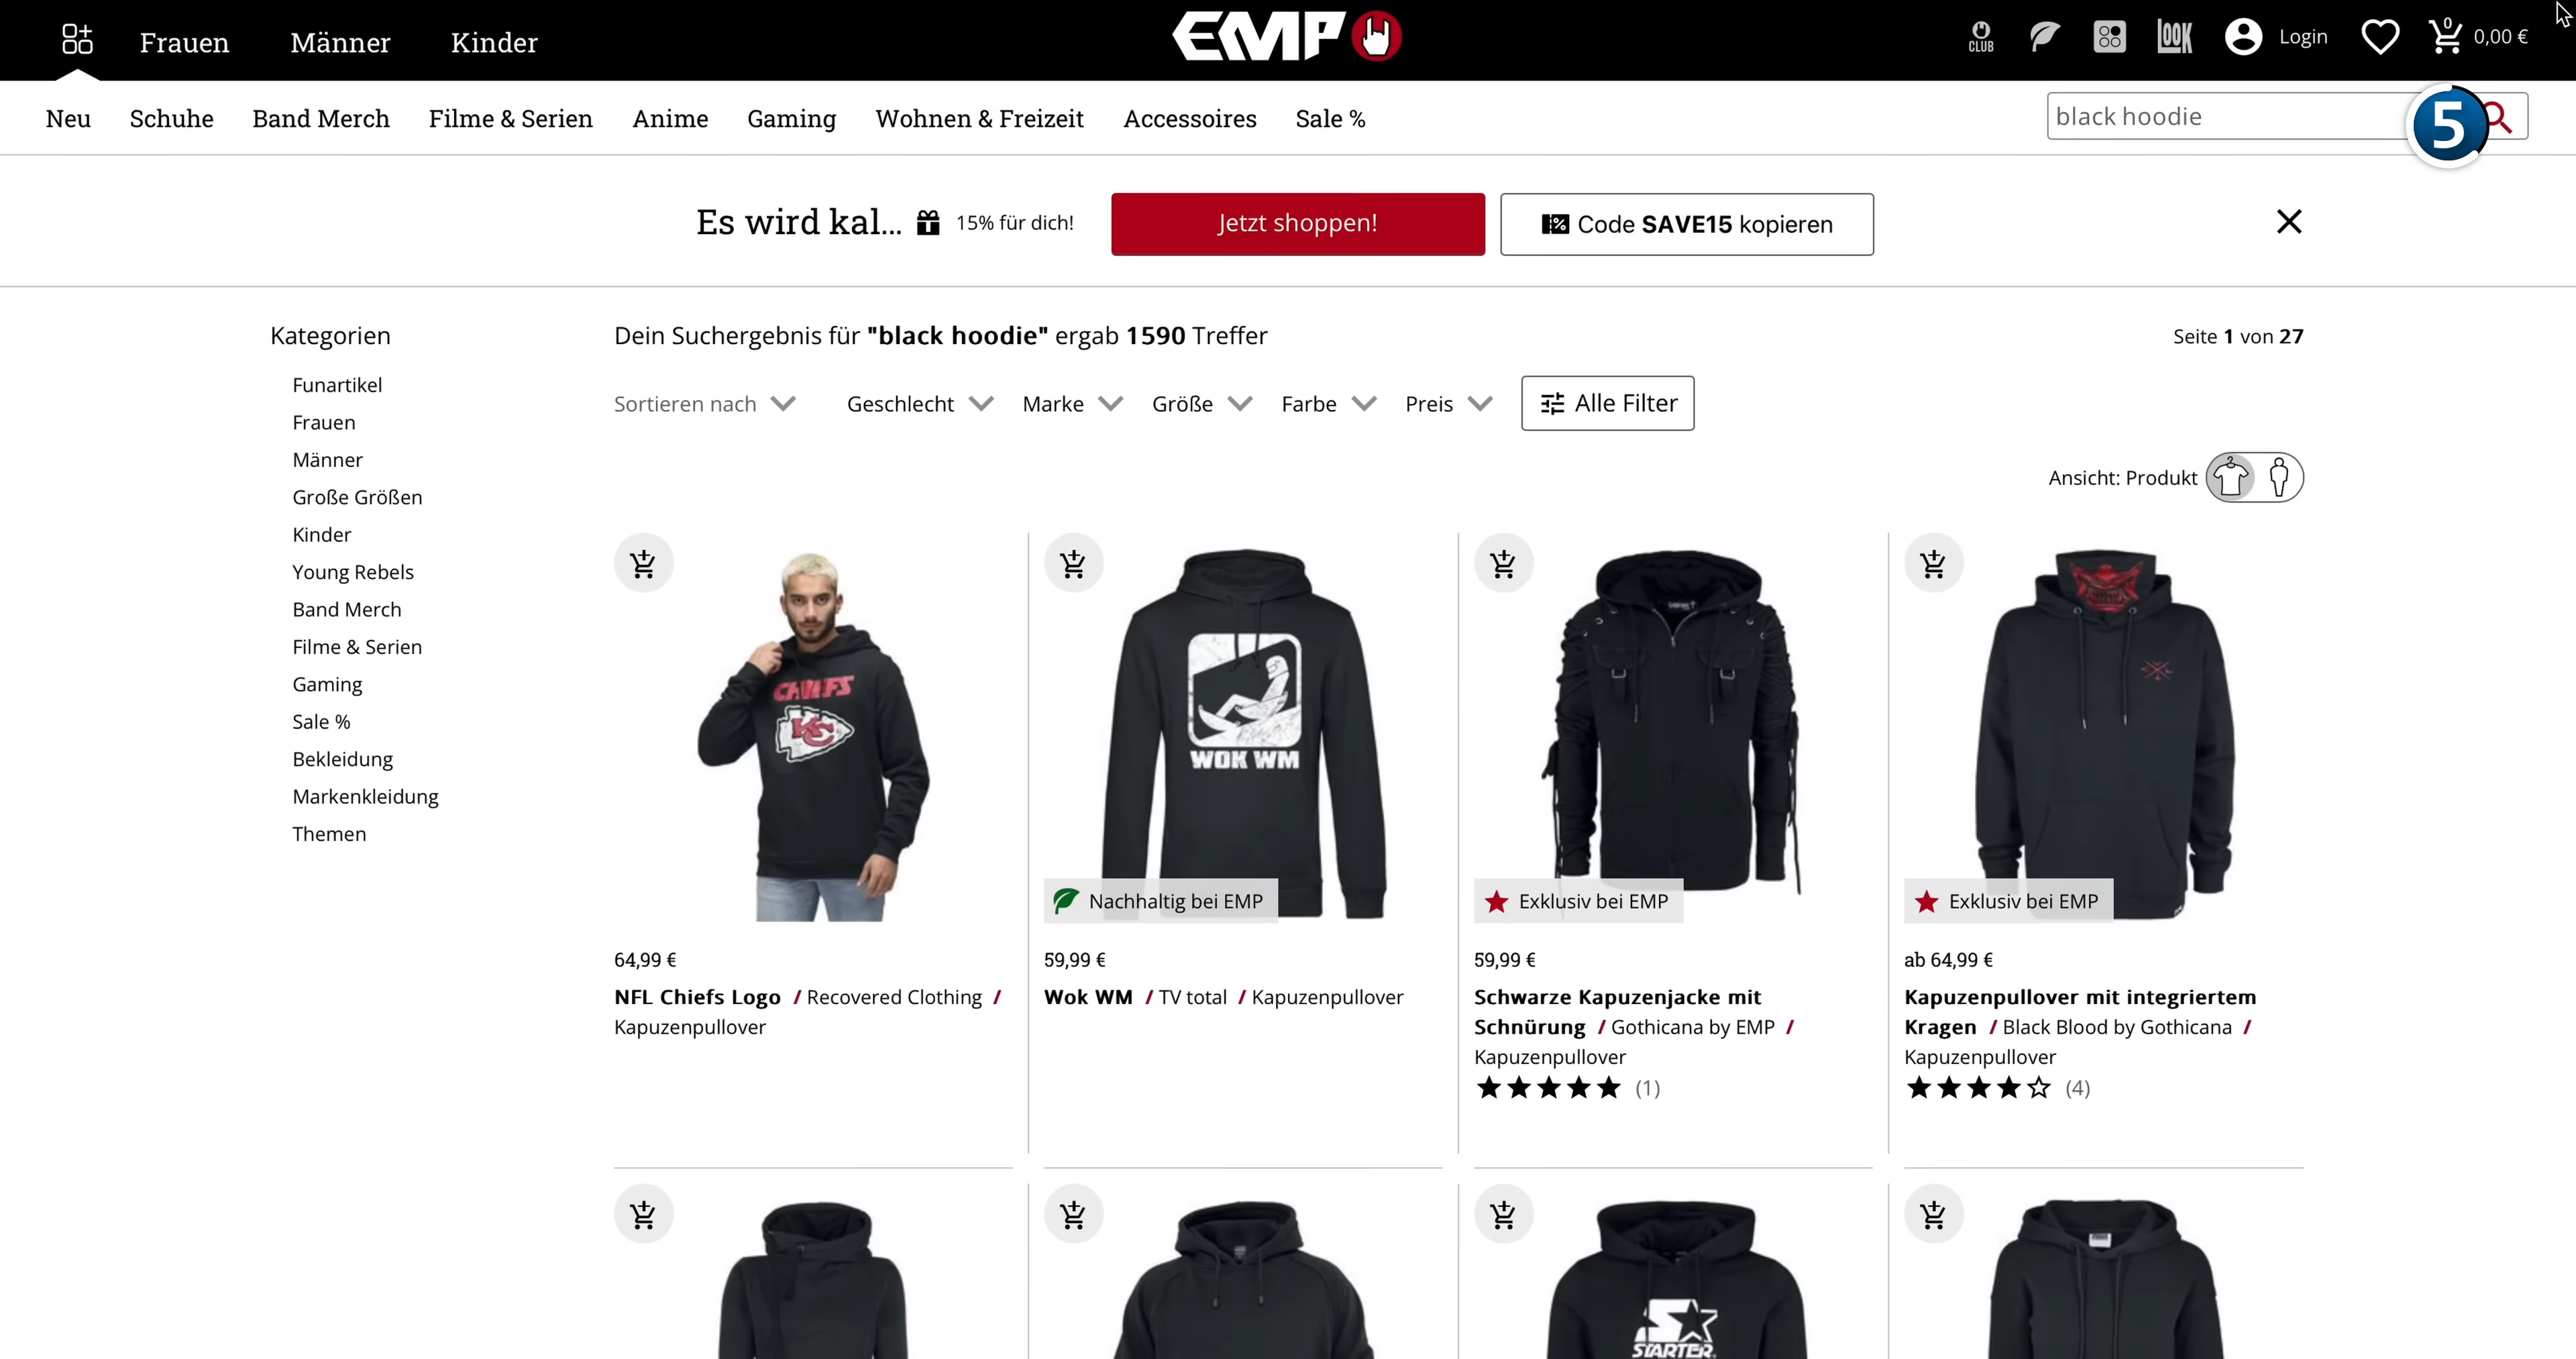 Frauen Männer Kinder
EMP
CLUB
LOOK
Login
0
0,00 €
Neu Schuhe Band Merch Filme & Serien Anime Gaming Wohnen & Freizeit Accessoires Sale %
black hoodie
5
Es wird kal... 15% für dich!
Jetzt shoppen!
Code SAVE15 kopieren
Kategorien
Funartikel
Frauen
Männer
Große Größen
Kinder
Young Rebels
Band Merch
Filme & Serien
Gaming
Sale %
Bekleidung
Markenkleidung
Themen
Dein Suchergebnis für "black hoodie" ergab 1590 Treffer
Seite 1 von 27
Sortieren nach Geschlecht Marke Größe Farbe Preis Alle Filter
Ansicht: Produkt
CHIEFS
KC
64,99 €
NFL Chiefs Logo / Recovered Clothing /
Kapuzenpullover
WOK WM
Nachhaltig bei EMP
59,99 €
Wok WM / TV total / Kapuzenpullover
Exklusiv bei EMP
59,99 €
Schwarze Kapuzenjacke mit
Schnürung / Gothicana by EMP /
Kapuzenpullover
(1)
Exklusiv bei EMP
ab 64,99 €
Kapuzenpullover mit integriertem
Kragen / Black Blood by Gothicana /
Kapuzenpullover
(4)
STARTER